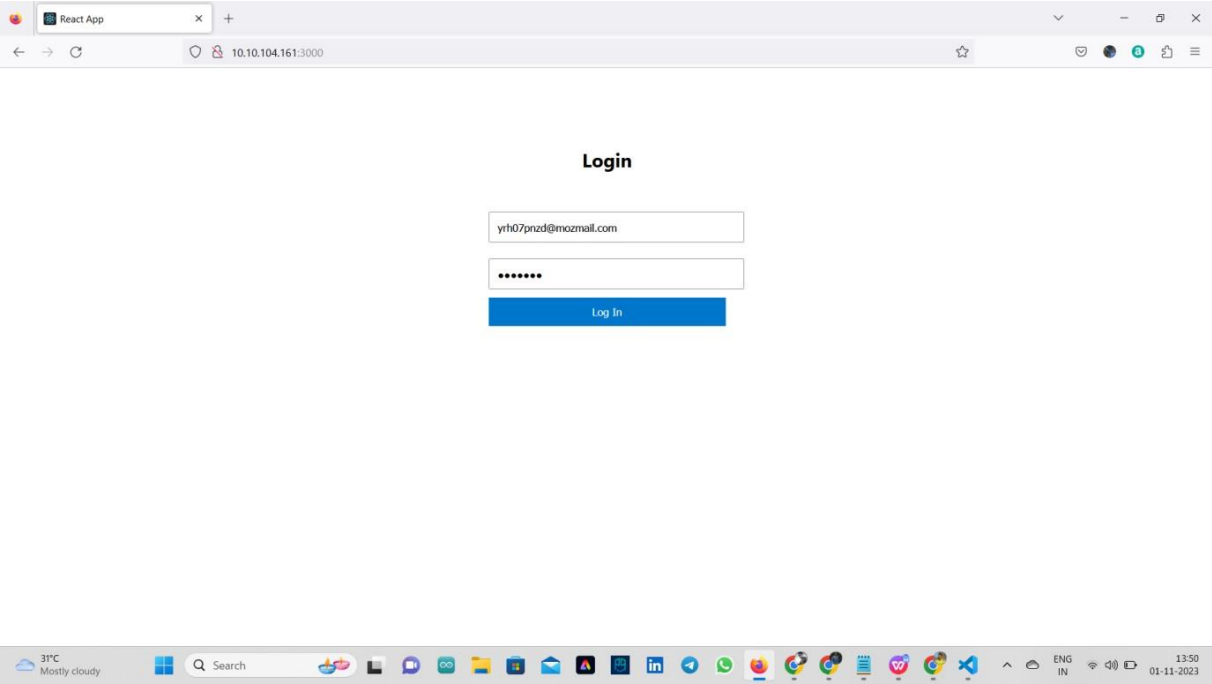 React App
10.10.104.161:3000
Login
yrh07pnzd@mozmail.com
•••••••
Log In
31°C
Mostly cloudy
Search
ENG
IN
13:50
01-11-2023